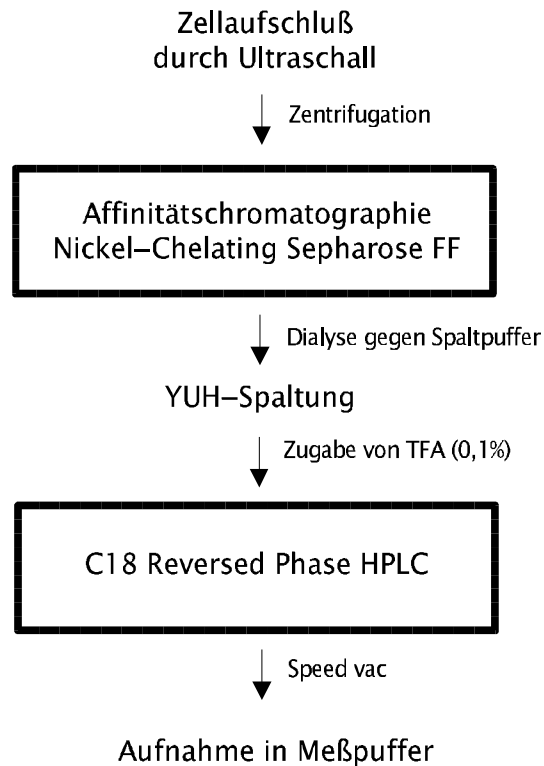 Zellaufschluß
durch Ultraschall
Zentrifugation
Affinitätschromatographie
Nickel–Chelating Sepharose FF
Dialyse gegen Spaltpuffer
YUH–Spaltung
Zugabe von TFA (0,1%)
C18 Reversed Phase HPLC
Speed vac
Aufnahme in Meßpuffer